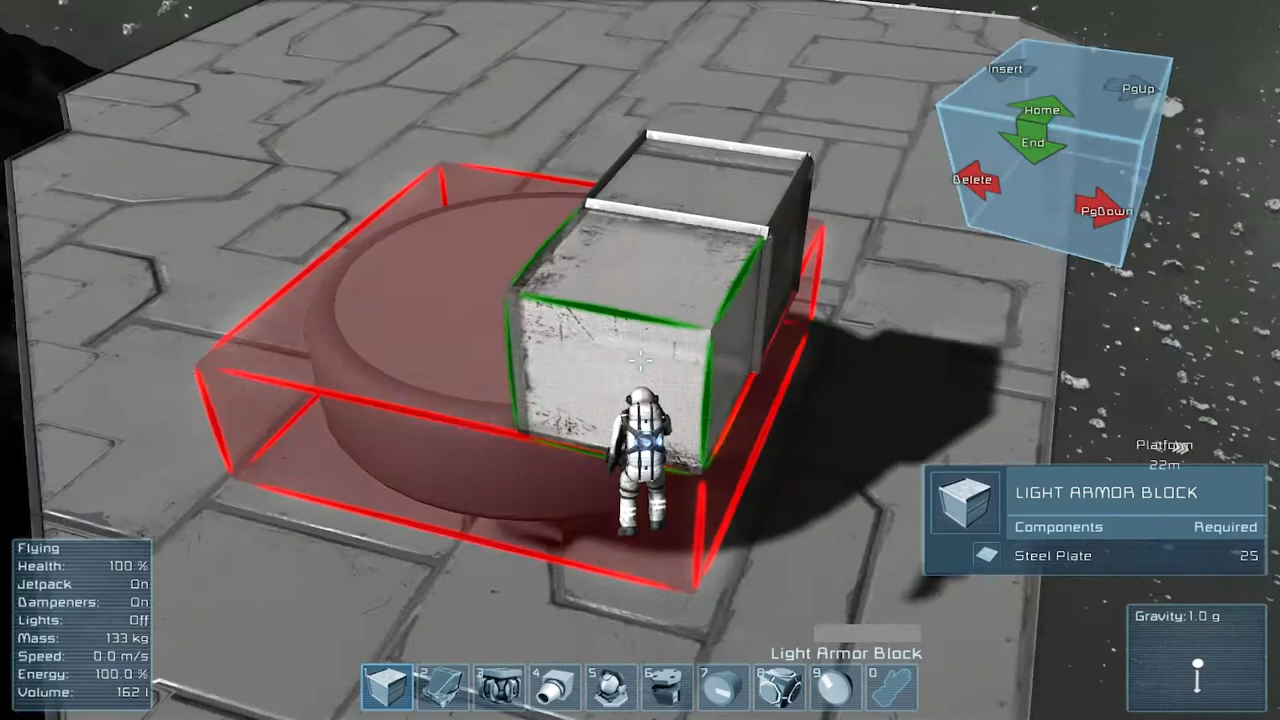 Insert
PgUp
Home
End
Delete
PgDown
Platform
22m
LIGHT ARMOR BLOCK
Components Required
Steel Plate 25
Flying
Health: 100 %
Jetpack On
Dampeners: On
Lights: Off
Mass: 133 kg
Speed: 0.0 m/s
Energy: 100.0 %
Volume: 162 l
Gravity: 1.0 g
Light Armor Block
1 2 3 4 5 6 7 8 9 0